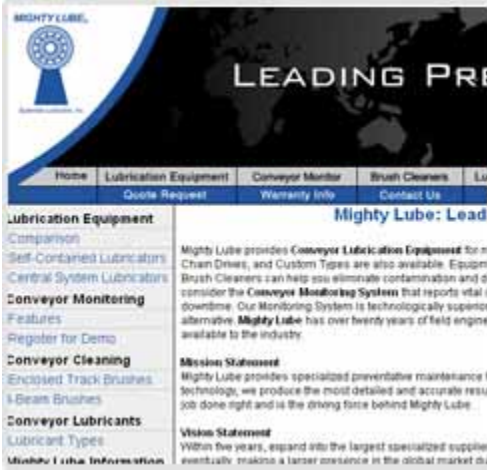 MIGHTY LUBE
LEADING PRE
Home Lubrication Equipment Conveyor Monitor Brush Cleaners Lu
Quote Request Warranty Info Contact Us
Lubrication Equipment
Comparison
Self-Contained Lubricators
Central System Lubricators
Conveyor Monitoring
Features
Register for Demo
Conveyor Cleaning
Enclosed Track Brushes
I-Beam Brushes
Conveyor Lubricants
Lubricant Types
Mighty Lube Information
Mighty Lube: Lead
Mighty Lube provides Conveyor Lubrication Equipment for
Chain Drives, and Custom Types are also available. Equipm
Brush Cleaners can help you eliminate contamination and d
consider the Conveyor Monitoring System that reports vital
downtime. Our Monitoring System is technologically superior
alternative. Mighty Lube has over twenty years of field engine
available to the industry.
Mission Statement
Mighty Lube provides specialized preventative maintenance
technology, we produce the most detailed and accurate resu
job done right and is the driving force behind Mighty Lube.
Vision Statement
Within five years, expand into the largest specialized supplie
eventually, making a larger presence in the global market du